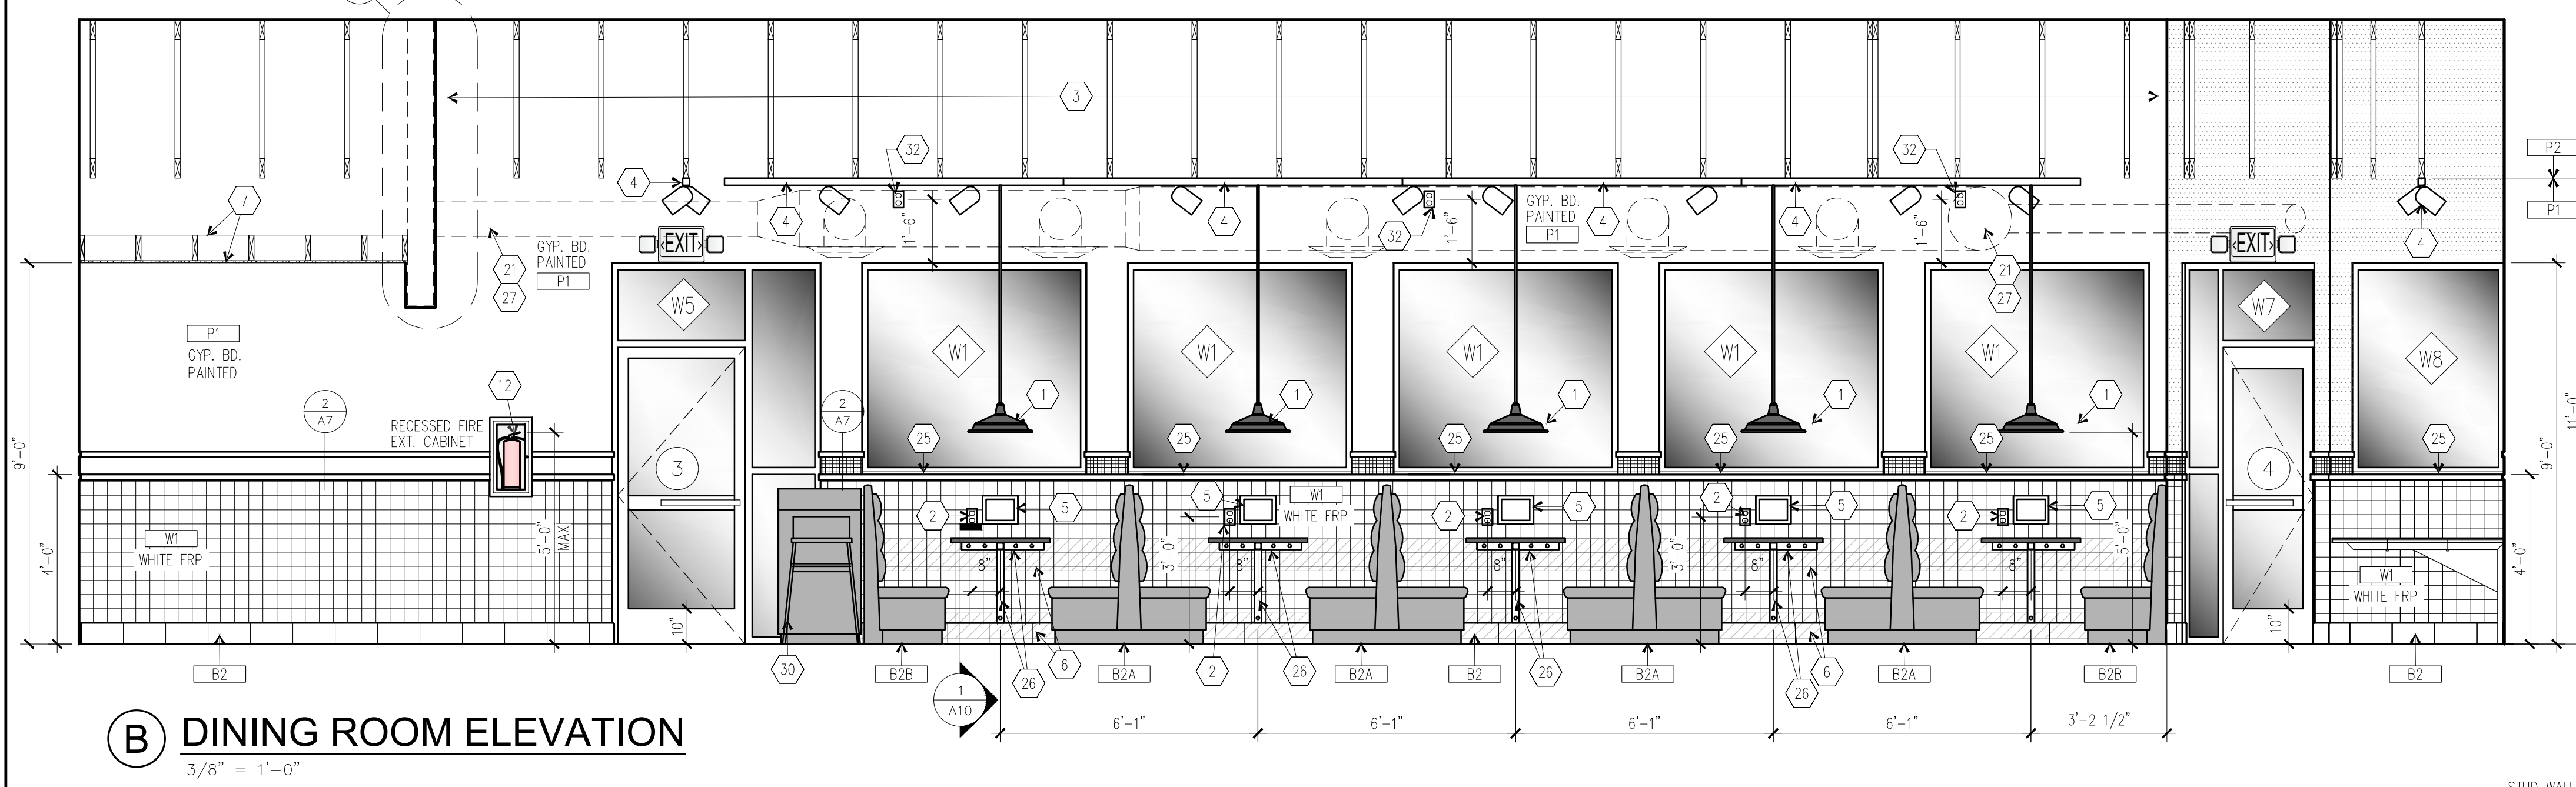 3
32
32
P2
4
7
P1
4
1'-6"
4
32
1'-6"
GYP. BD.
PAINTED
P1
4
4
1'-6"
4
EXIT
EXIT
GYP. BD.
PAINTED
P1
21
27
21
27
W5
W7
P1
GYP. BD.
PAINTED
W1
W1
W1
W1
W1
W8
12
2
A7
2
A7
1
1
1
1
1
RECESSED FIRE
EXT. CABINET
25
25
25
25
25
25
9'-0"
9'-0"
11'-0"
3
4
4'-0"
5'-0"
MAX
W1
WHITE FRP
2
5
5
W1
WHITE FRP
2
5
2
5
2
5
3'-0"
3'-0"
5'-0"
4'-0"
8"
8"
8"
8"
8"
W1
WHITE FRP
10"
10"
B2
30
B2B
26
6
B2A
2
26
B2A
B2
26
B2A
26
6
B2A
B2B
B2
1
A10
6'-1"
6'-1"
6'-1"
6'-1"
3'-2 1/2"
B DINING ROOM ELEVATION
3/8" = 1'-0"